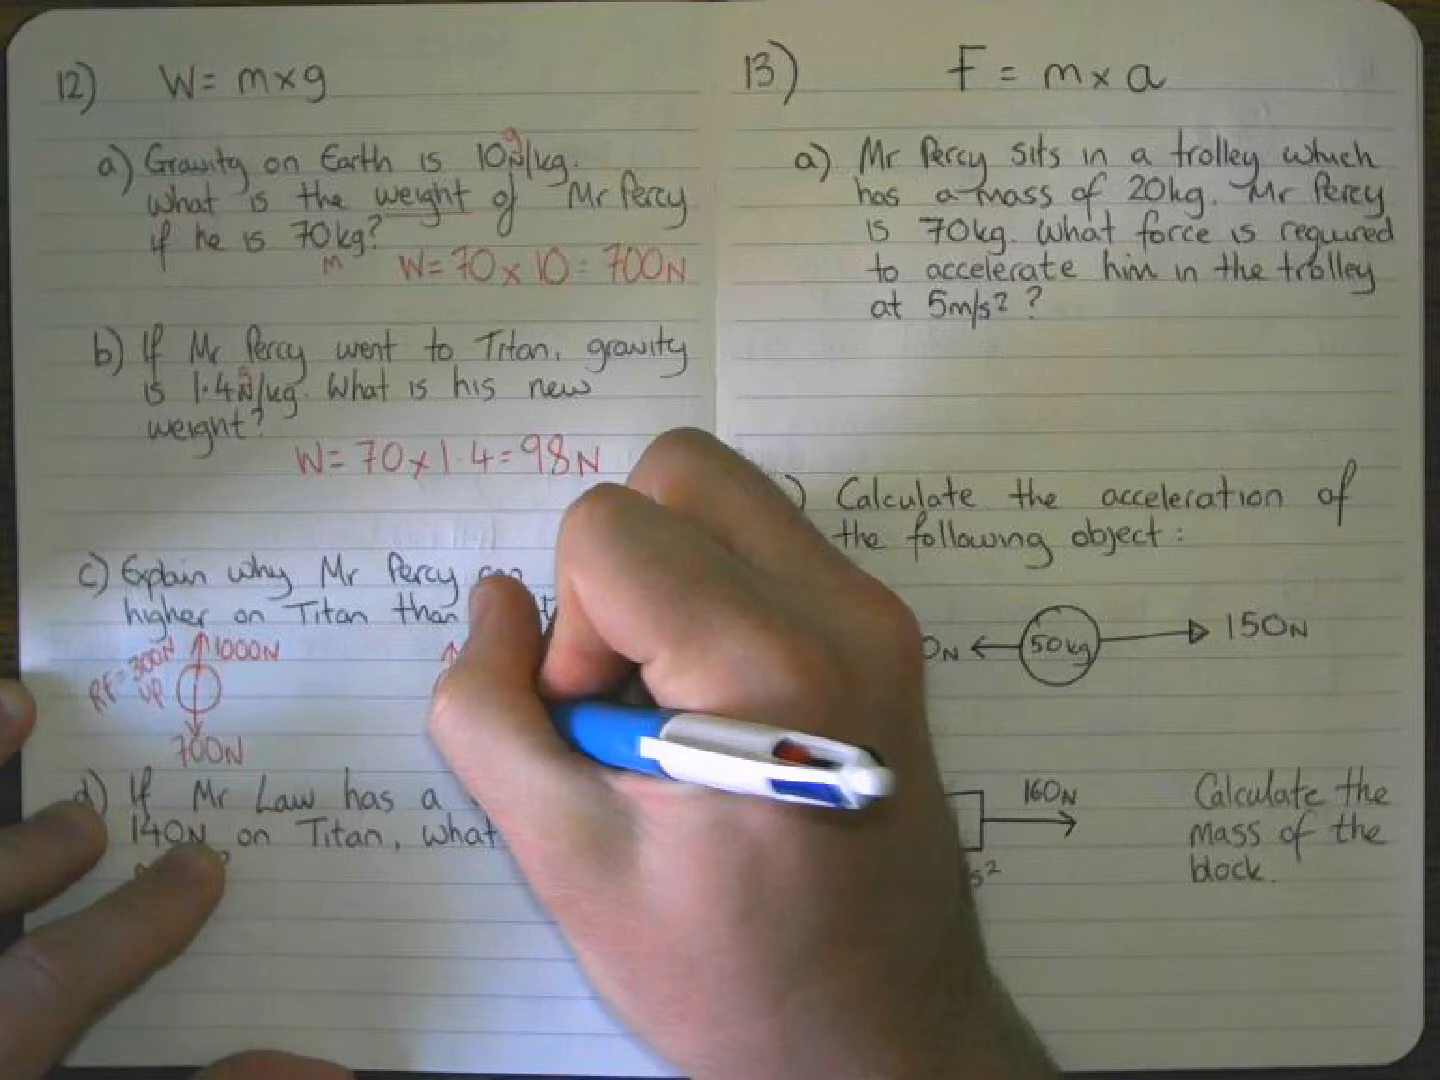 12) W = m x g
a) Gravity on Earth is 10N/kg.
g
What is the weight of Mr Percy
if he is 70kg?
m
W = 70 x 10 = 700N
b) If Mr Percy went to Titan, gravity
g
is 1.4N/kg. What is his new
weight?
W = 70 x 1.4 = 98N
c) Explain why Mr Percy can
higher on Titan than
RF = 300N
UP
1000N
700N
d) If Mr Law has a
140N on Titan, what
13) F = m x a
a) Mr Percy sits in a trolley which
has a mass of 20kg. Mr Percy
is 70kg. What force is required
to accelerate him in the trolley
at 5m/s²?
) Calculate the acceleration of
the following object:
0N 50kg 150N
160N
s²
Calculate the
mass of the
block.